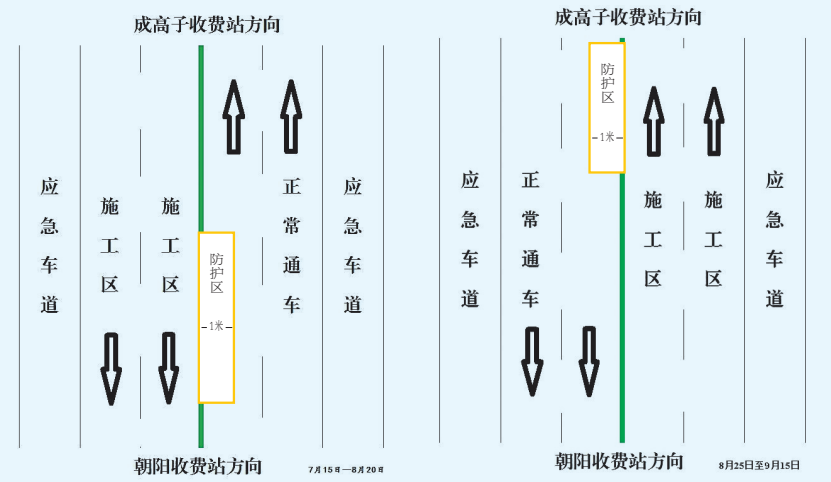 成高子收费站方向
应急车道
施工区
施工区
防护区
1米
正常通车
应急车道
朝阳收费站方向
7月15日—8月20日
成高子收费站方向
应急车道
正常通车
防护区
1米
施工区
施工区
应急车道
朝阳收费站方向
8月25日至9月15日